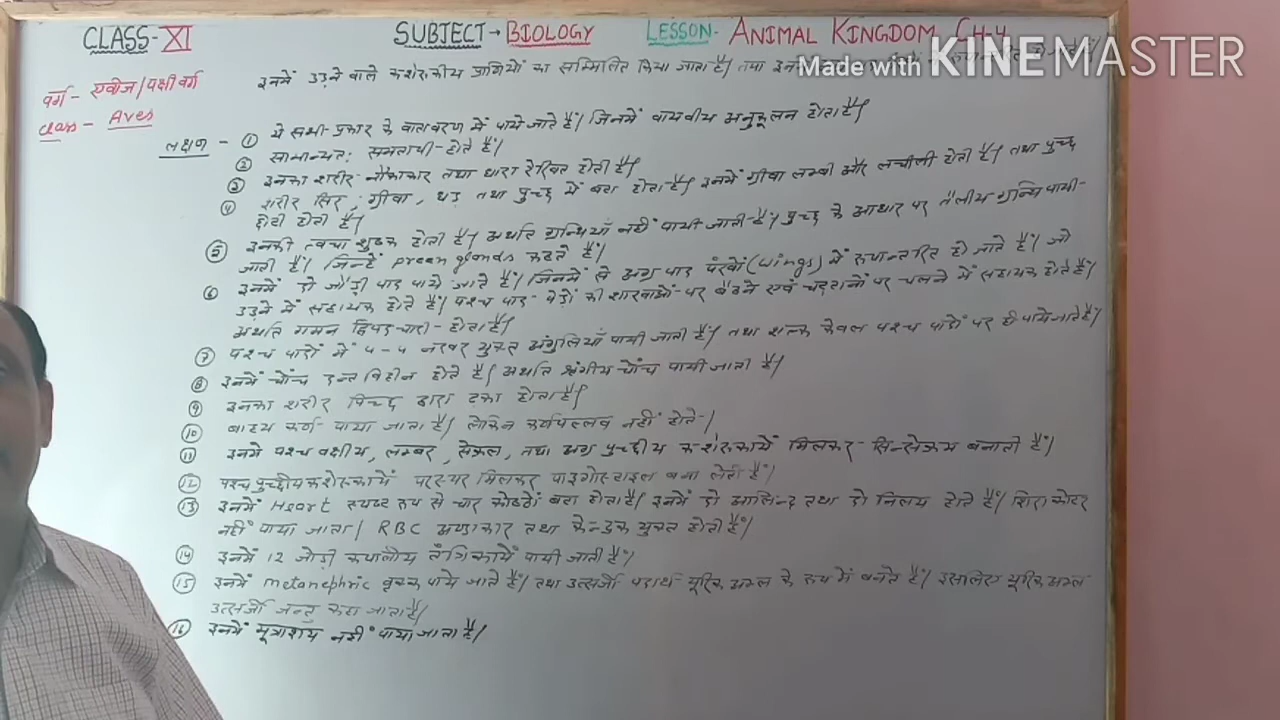 CLASS-XI SUBJECT→BIOLOGY LESSON- ANIMAL KINGDOM CH-4
Made with KINEMASTER
वर्ग - एवीज/पक्षी वर्ग
Class - Aves
इनमें उड़ने वाले कशेरुकीय प्राणियों को सम्मिलित किया जाता है। तथा
लक्षण - ① ये सभी प्रकार के वातावरण में पाये जाते हैं। जिनमें वायवीय अनुकूलन होता है।
② सामान्यतः समतापी होते हैं।
③ इनका शरीर नौकाकार तथा धारा रेखित होता है।
④ शरीर सिर, ग्रीवा, धड़ तथा पुच्छ में बटा होता है। इनमें ग्रीवा लम्बी और लचीली होती है। तथा पुच्छ
छोटी होती है।
⑤ इनकी त्वचा शुष्क होती है। अर्थात ग्रन्थियाँ नहीं पायी जाती है। पुच्छ के आधार पर तैलीय ग्रन्थि पायी-
जाती है। जिन्हें preen glands कहते हैं।
⑥ इनमें दो जोड़ी पाद पाये जाते हैं। जिनमें से अग्र पाद पंखों (wings) में रूपान्तरित हो जाते हैं। जो
उड़ने में सहायक होते हैं। पश्च पाद - पेड़ों की शाखाओं पर बैठने एवं चट्टानों पर चलने में सहायक होते हैं।
अर्थात गमन द्विपदचारी होता है।
⑦ पश्च पादों में 4-4 नखर युक्त अंगुलियाँ पायी जाती हैं। तथा शल्क केवल पश्च पादों पर ही पाये जाते हैं।
⑧ इनमें चोंच दन्त विहीन होते है। अर्थात श्रृंगीय चोंच पायी जाती है।
⑨ इनका शरीर पिच्छ द्वारा ढका होता है।
⑩ बाह्य कर्ण पाया जाता है। लेकिन कर्णपल्लव नहीं होते।
⑪ इनमे पश्च वक्षीय, लम्बर, सेक्रल, तथा अग्र पुच्छीय कशेरुकायें मिलकर सिन्सेक्रम बनाती है।
⑫ पश्च पुच्छीय कशेरुकायें परस्पर मिलकर पाइगोस्टाइल बना लेती है।
⑬ इनमें Heart स्पष्ट रूप से चार कोष्ठों बटा होता है। इनमें दो आलिन्द तथा दो निलय होते हैं। शिरा कोटर
नहीं पाया जाता। RBC अण्डाकार तथा केन्द्रक युक्त होती है।
⑭ इनमें 12 जोड़ी कपालीय तंत्रिकायें पायी जाती हैं।
⑮ इनमें metanephric वृक्क पाये जाते हैं। तथा उत्सर्जी पदार्थ यूरिक अम्ल के रूप में बनते हैं। इसलिए यूरिक अम्ल
उत्सर्जी जन्तु कहा जाता है।
⑯ इनमें मूत्राशय नहीं पाया जाता है।